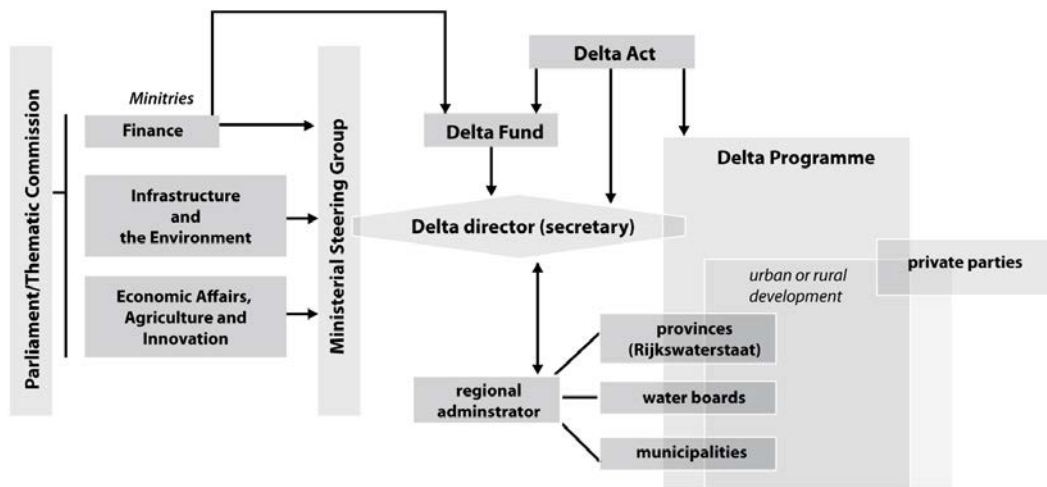 Parliament/Thematic Commission
Minitries
Finance
Infrastructure
and
the Environment
Economic Affairs,
Agriculture and
Innovation
Ministerial Steering Group
Delta Act
Delta Fund
Delta director (secretary)
regional
adminstrator
Delta Programme
private parties
urban or rural
development
provinces
(Rijkswaterstaat)
water boards
municipalities